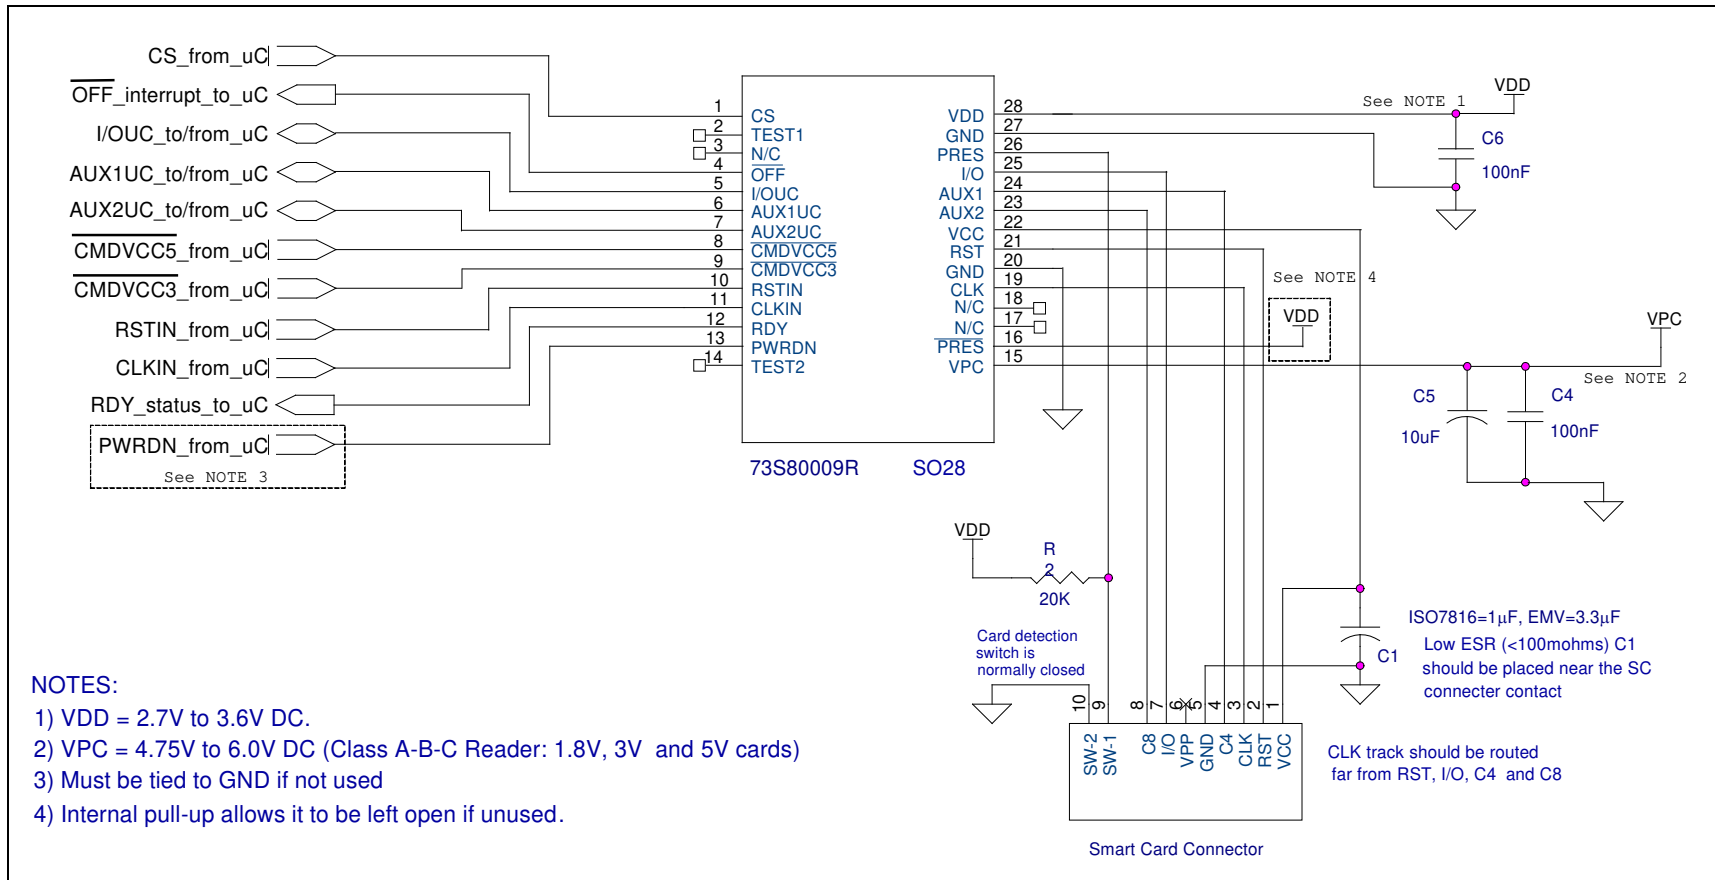 CS_from_uC
OFF_interrupt_to_uC
I/OUC_to/from_uC
AUX1UC_to/from_uC
AUX2UC_to/from_uC
CMDVCC5_from_uC
CMDVCC3_from_uC
RSTIN_from_uC
CLKIN_from_uC
RDY_status_to_uC
PWRDN_from_uC
See NOTE 3
1 CS
2 TEST1
3 N/C
4 OFF
5 I/OUC
6 AUX1UC
7 AUX2UC
8 CMDVCC5
9 CMDVCC3
10 RSTIN
11 CLKIN
12 RDY
13 PWRDN
14 TEST2
VDD 28
GND 27
PRES 26
I/O 25
AUX1 24
AUX2 23
VCC 22
RST 21
GND 20
CLK 19
N/C 18
N/C 17
PRES 16
VPC 15
73S80009R SO28
See NOTE 1
VDD
C6
100nF
See NOTE 4
VDD
VPC
See NOTE 2
C5
10uF
C4
100nF
VDD
R
2
20K
Card detection
switch is
normally closed
C1
ISO7816=1µF, EMV=3.3µF
Low ESR (<100mohms) C1
should be placed near the SC
connecter contact
10 9 8 7 6 5 4 3 2 1
SW-2 SW-1 C8 I/O VPP GND C4 CLK RST VCC
CLK track should be routed
far from RST, I/O, C4 and C8
Smart Card Connector
NOTES:
1) VDD = 2.7V to 3.6V DC.
2) VPC = 4.75V to 6.0V DC (Class A-B-C Reader: 1.8V, 3V and 5V cards)
3) Must be tied to GND if not used
4) Internal pull-up allows it to be left open if unused.